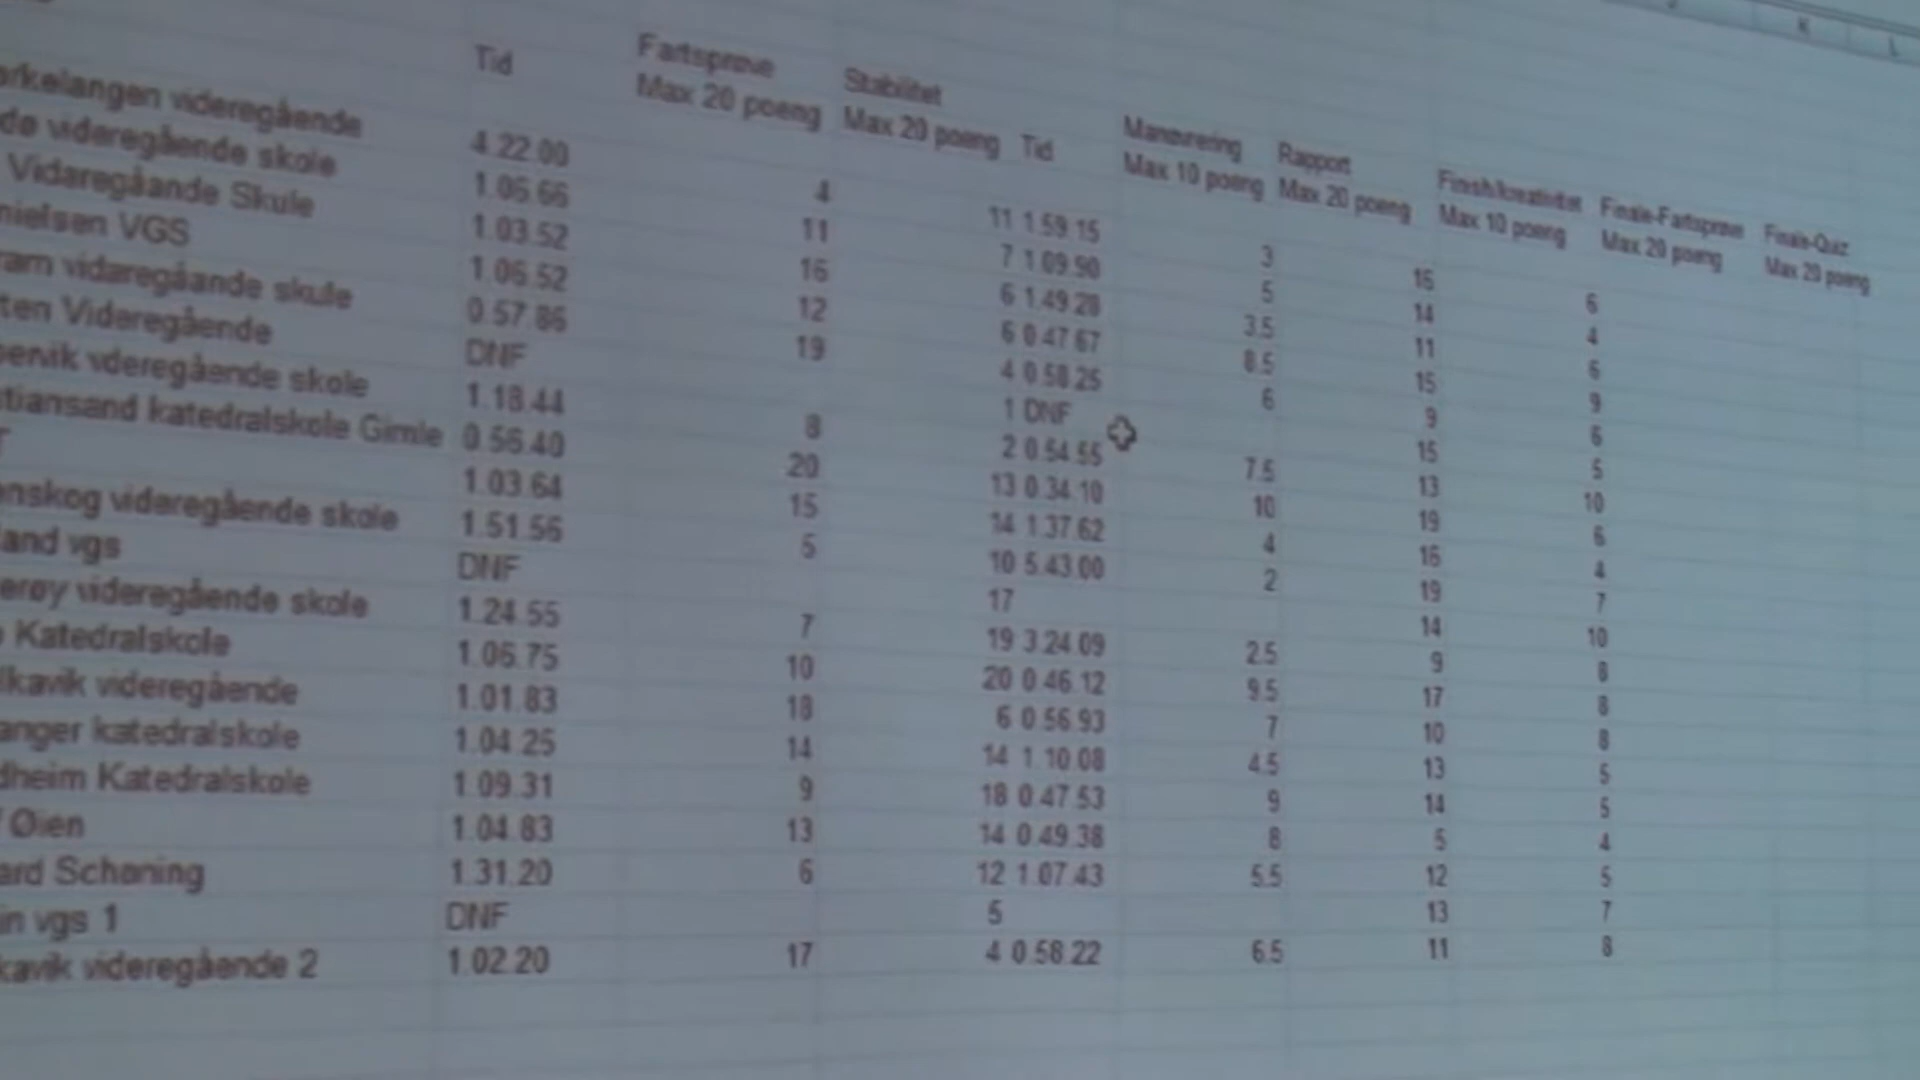 Tid Fartsprøve Stabilitet Tid Manøvrering Rapport Finish/kreativitet Finale-Fartsprøve Finale-Quiz
Max 20 poeng Max 20 poeng Max 10 poeng Max 20 poeng Max 10 poeng Max 20 poeng Max 20 poeng
rkelangen videregående 4.22.00 4 11 1.59.15 3 16 6
dø videregående skole 1.06.66 11 7 1.09.90 5 14 4
Vidaregåande Skule 1.03.52 16 6 1.49.28 3.5 11 6
nielsen VGS 1.06.52 12 6 0.47.67 8.5 15 9
ram vidaregåande skule 0.57.86 19 4 0.58.25 6 9 6
ten Videregående DNF 1 DNF 15 5
pervik vderegående skole 1.18.44 8 2 0.54.55 7.5 13 10
tiansand katedralskole Gimle 0.56.40 20 13 0.34.10 10 19 6
1.03.64 15 14 1.37.62 4 16 4
nskog videregående skole 1.51.56 5 10 5.43.00 2 19 7
and vgs DNF 17 14 10
erøy videregående skole 1.24.55 7 19 3.24.09 2.5 9 8
Katedralskole 1.06.75 10 20 0.46.12 9.5 17 8
lkavik videregående 1.01.83 18 6 0.56.93 7 10 8
anger katedralskole 1.04.25 14 14 1.10.08 4.5 13 5
dheim Katedralskole 1.09.31 9 18 0.47.53 9 14 5
Øien 1.04.83 13 14 0.49.38 8 5 4
ard Schøning 1.31.20 6 12 1.07.43 5.5 12 5
in vgs 1 DNF 5 13 7
kavik videregående 2 1.02.20 17 4 0.58.22 6.5 11 8